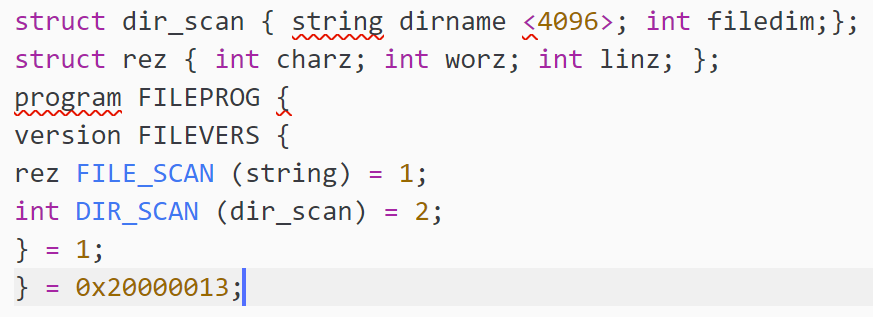 struct dir_scan { string dirname <4096>; int filedim;};
struct rez { int charz; int worz; int linz; };
program FILEPROG {
version FILEVERS {
rez FILE_SCAN (string) = 1;
int DIR_SCAN (dir_scan) = 2;
} = 1;
} = 0x20000013;